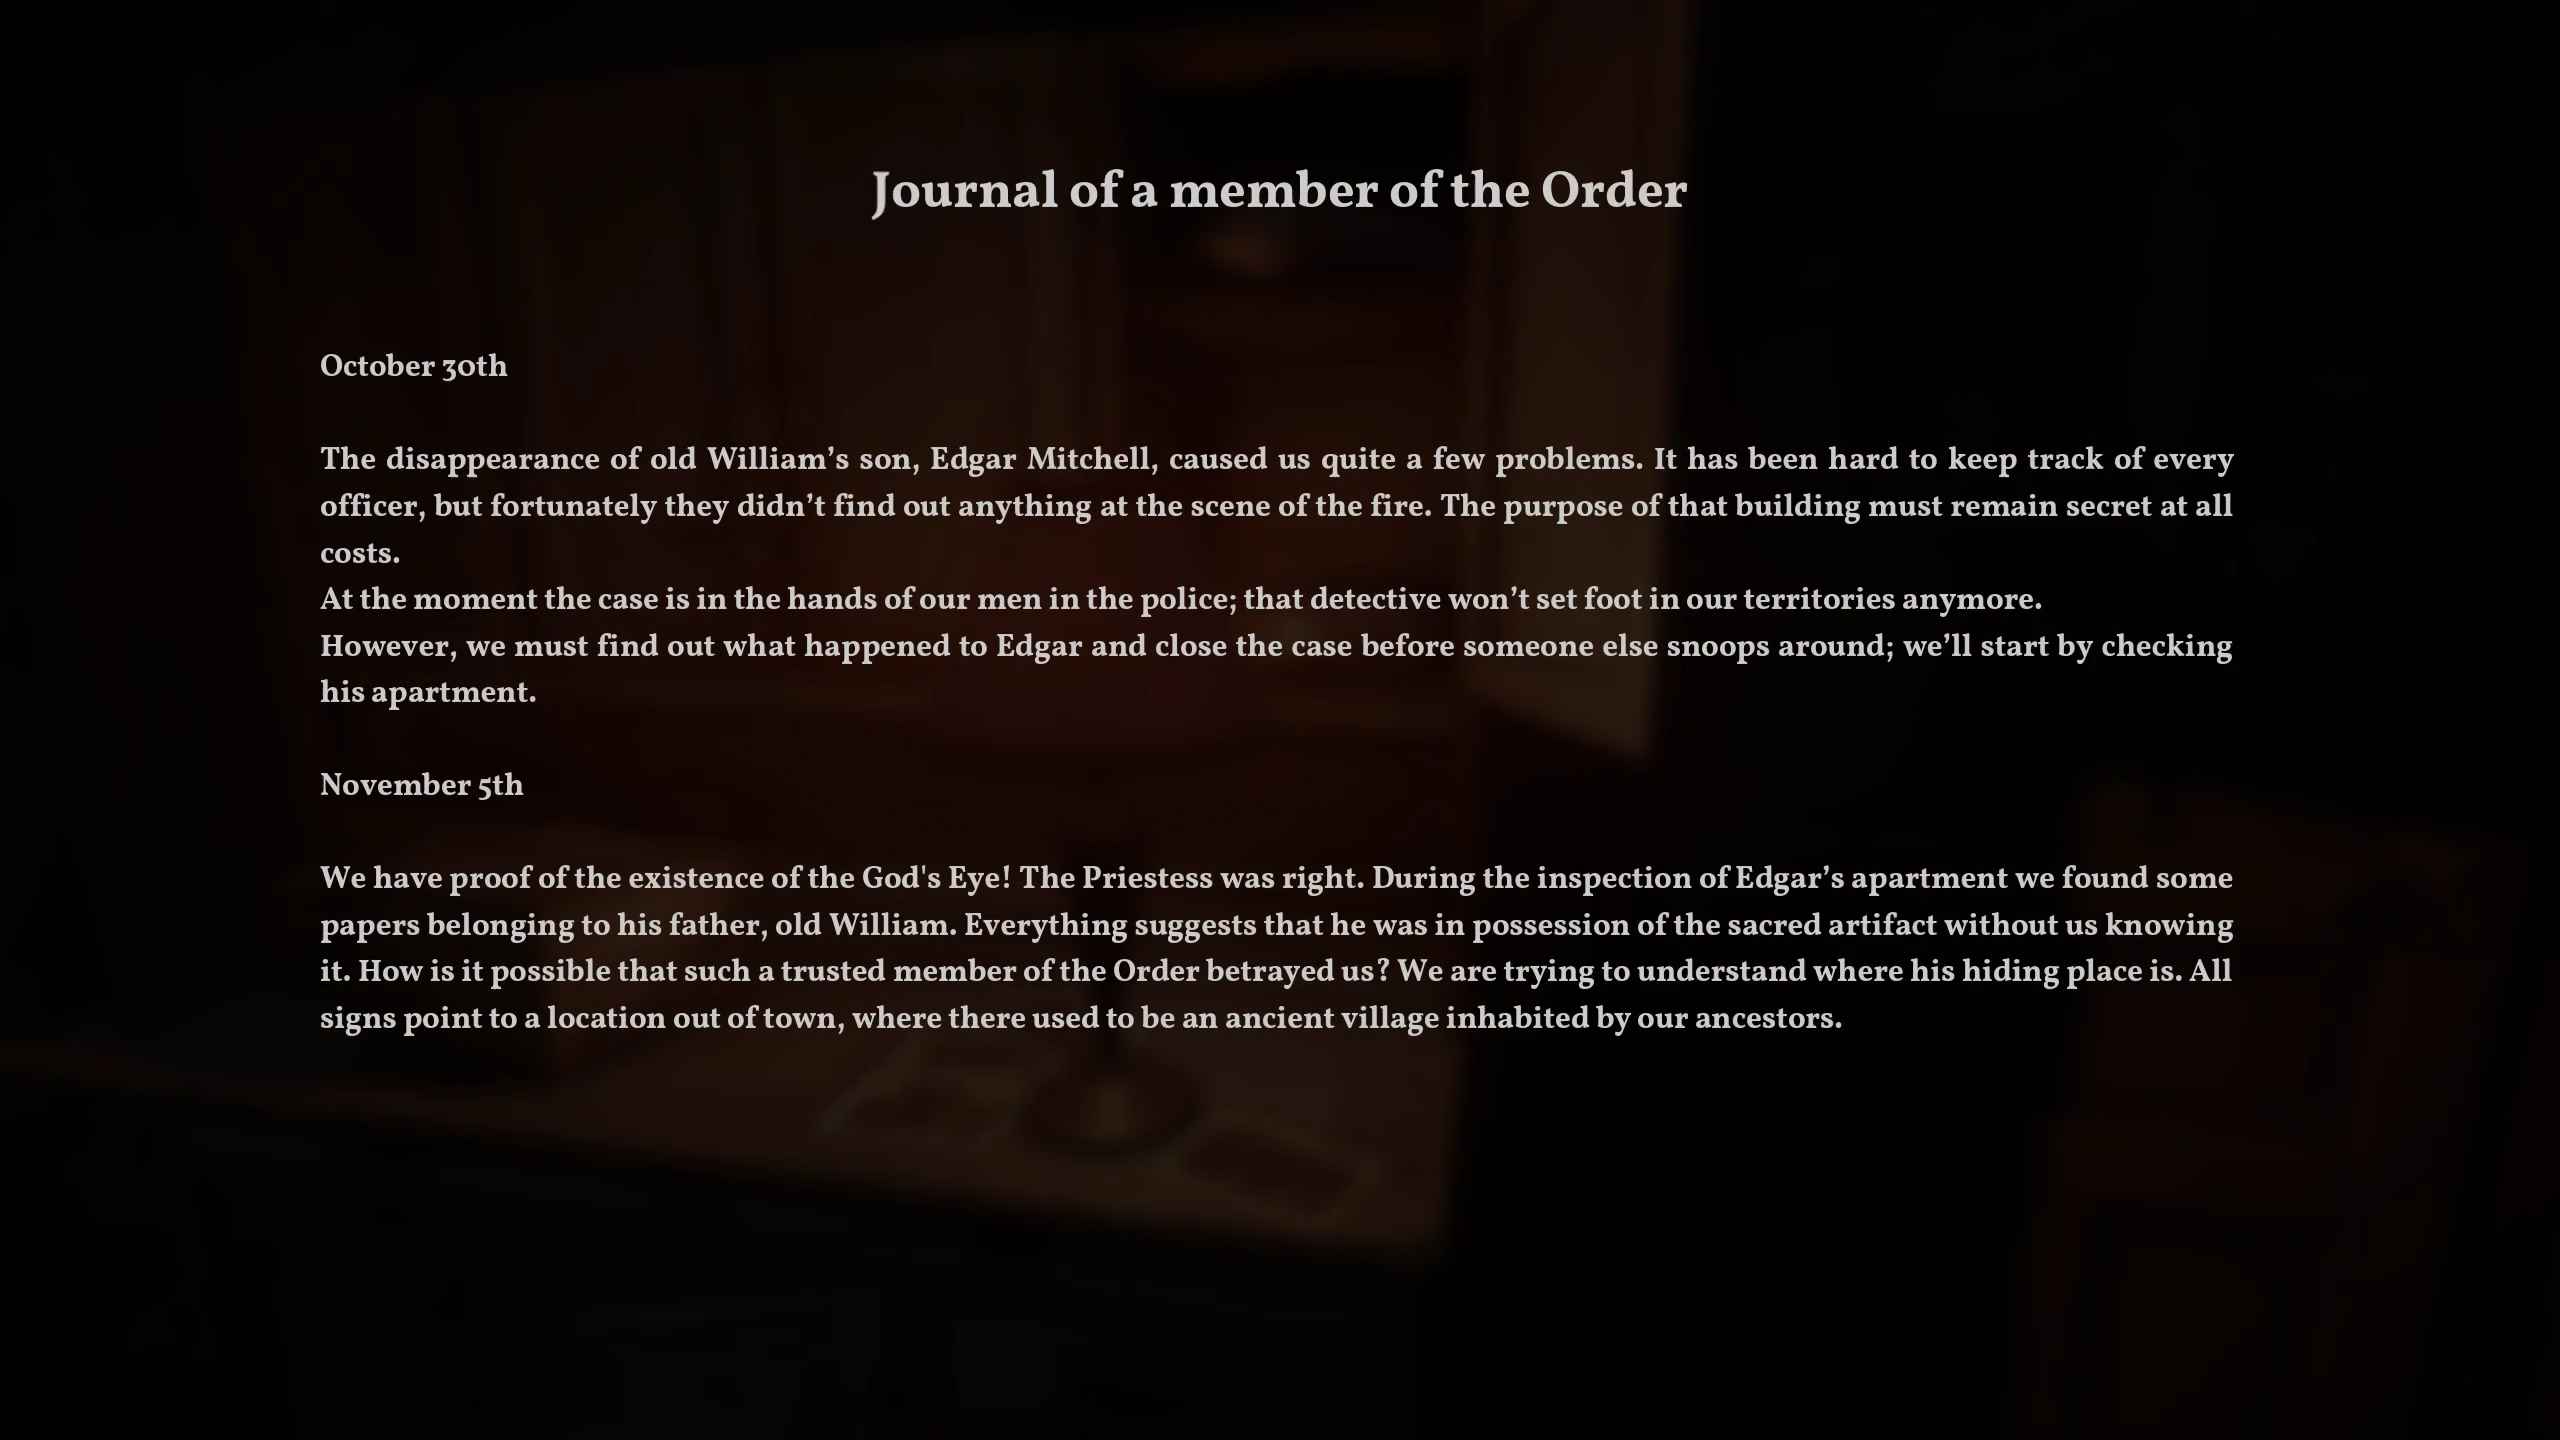 Journal of a member of the Order
October 30th
The disappearance of old William’s son, Edgar Mitchell, caused us quite a few problems. It has been hard to keep track of every
officer, but fortunately they didn’t find out anything at the scene of the fire. The purpose of that building must remain secret at all
costs.
At the moment the case is in the hands of our men in the police; that detective won’t set foot in our territories anymore.
However, we must find out what happened to Edgar and close the case before someone else snoops around; we’ll start by checking
his apartment.
November 5th
We have proof of the existence of the God's Eye! The Priestess was right. During the inspection of Edgar’s apartment we found some
papers belonging to his father, old William. Everything suggests that he was in possession of the sacred artifact without us knowing
it. How is it possible that such a trusted member of the Order betrayed us? We are trying to understand where his hiding place is. All
signs point to a location out of town, where there used to be an ancient village inhabited by our ancestors.